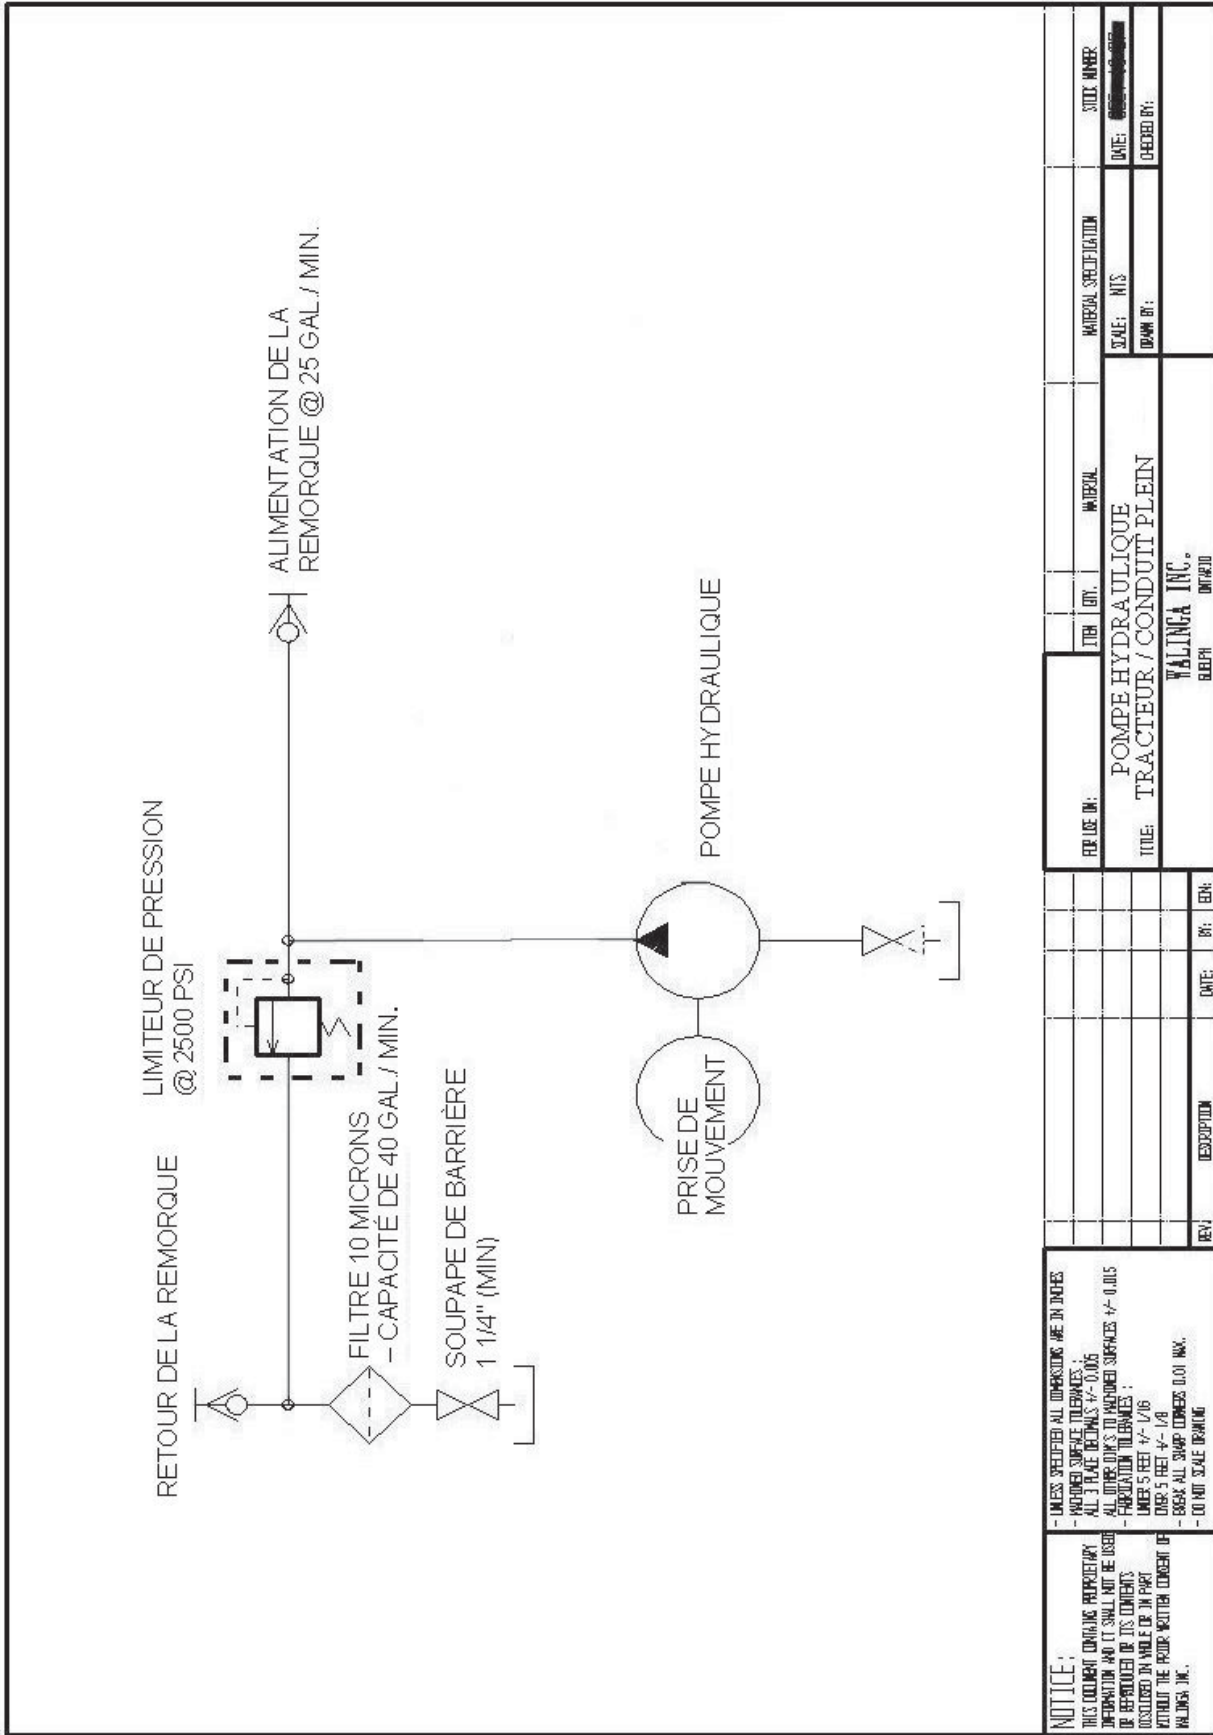 RETOUR DE LA REMORQUE
LIMITEUR DE PRESSION
@ 2500 PSI
ALIMENTATION DE LA
REMORQUE @ 25 GAL./ MIN.
FILTRE 10 MICRONS
– CAPACITÉ DE 40 GAL./ MIN.
SOUPAPE DE BARRIÈRE
1 1/4" (MIN)
PRISE DE
MOUVEMENT
POMPE HYDRAULIQUE
NOTICE:
THIS DOCUMENT CONTAINS PROPRIETARY
INFORMATION AND IT SHALL NOT BE USED
OR REPRODUCED OR ITS CONTENTS
DISCLOSED IN WHOLE OR IN PART
WITHOUT THE PRIOR WRITTEN CONSENT OF
WALINGA INC.
- UNLESS SPECIFIED ALL DIMENSIONS ARE IN INCHES
- MACHINED SURFACE TOLERANCES :
ALL 3 PLACE DECIMALS +/- 0.005
ALL OTHER DIM'S TO MACHINED SURFACES +/- 0.015
- FABRICATION TOLERANCES :
UNDER 5 FEET +/- 1/16
OVER 5 FEET +/- 1/8
- BREAK ALL SHARP CORNERS 0.01 MAX.
- DO NOT SCALE DRAWING
REV.
DESCRIPTION
DATE:
BY:
ECN:
FOR USE ON:
ITEM
QTY.
MATERIAL
MATERIAL SPECIFICATION
STOCK NUMBER
TITLE:
POMPE HYDRAULIQUE
TRACTEUR / CONDUIT PLEIN
SCALE: NTS
DATE:
DRAWN BY:
CHECKED BY:
WALINGA INC.
GUELPH ONTARIO